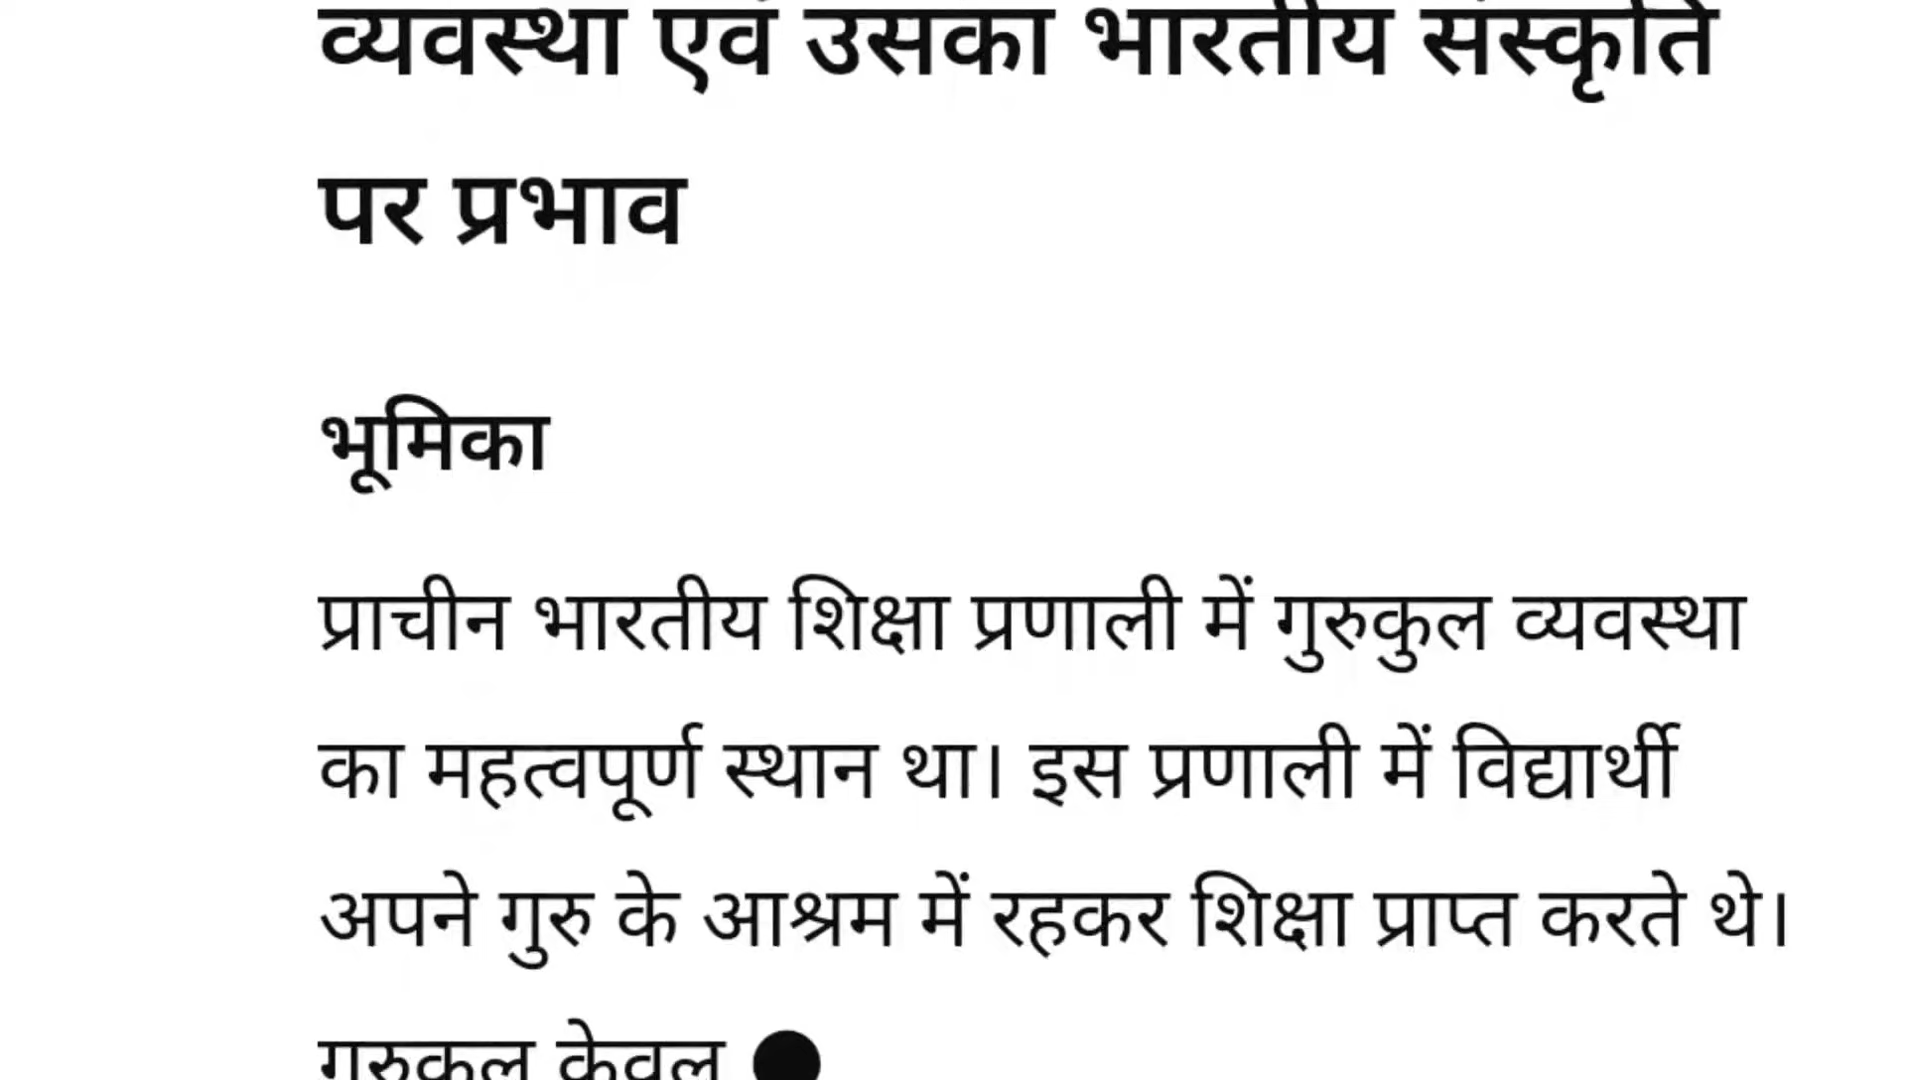 व्यवस्था एवं उसका भारतीय संस्कृति
पर प्रभाव
भूमिका
प्राचीन भारतीय शिक्षा प्रणाली में गुरुकुल व्यवस्था
का महत्वपूर्ण स्थान था। इस प्रणाली में विद्यार्थी
अपने गुरु के आश्रम में रहकर शिक्षा प्राप्त करते थे।
गुरुकुल केवल